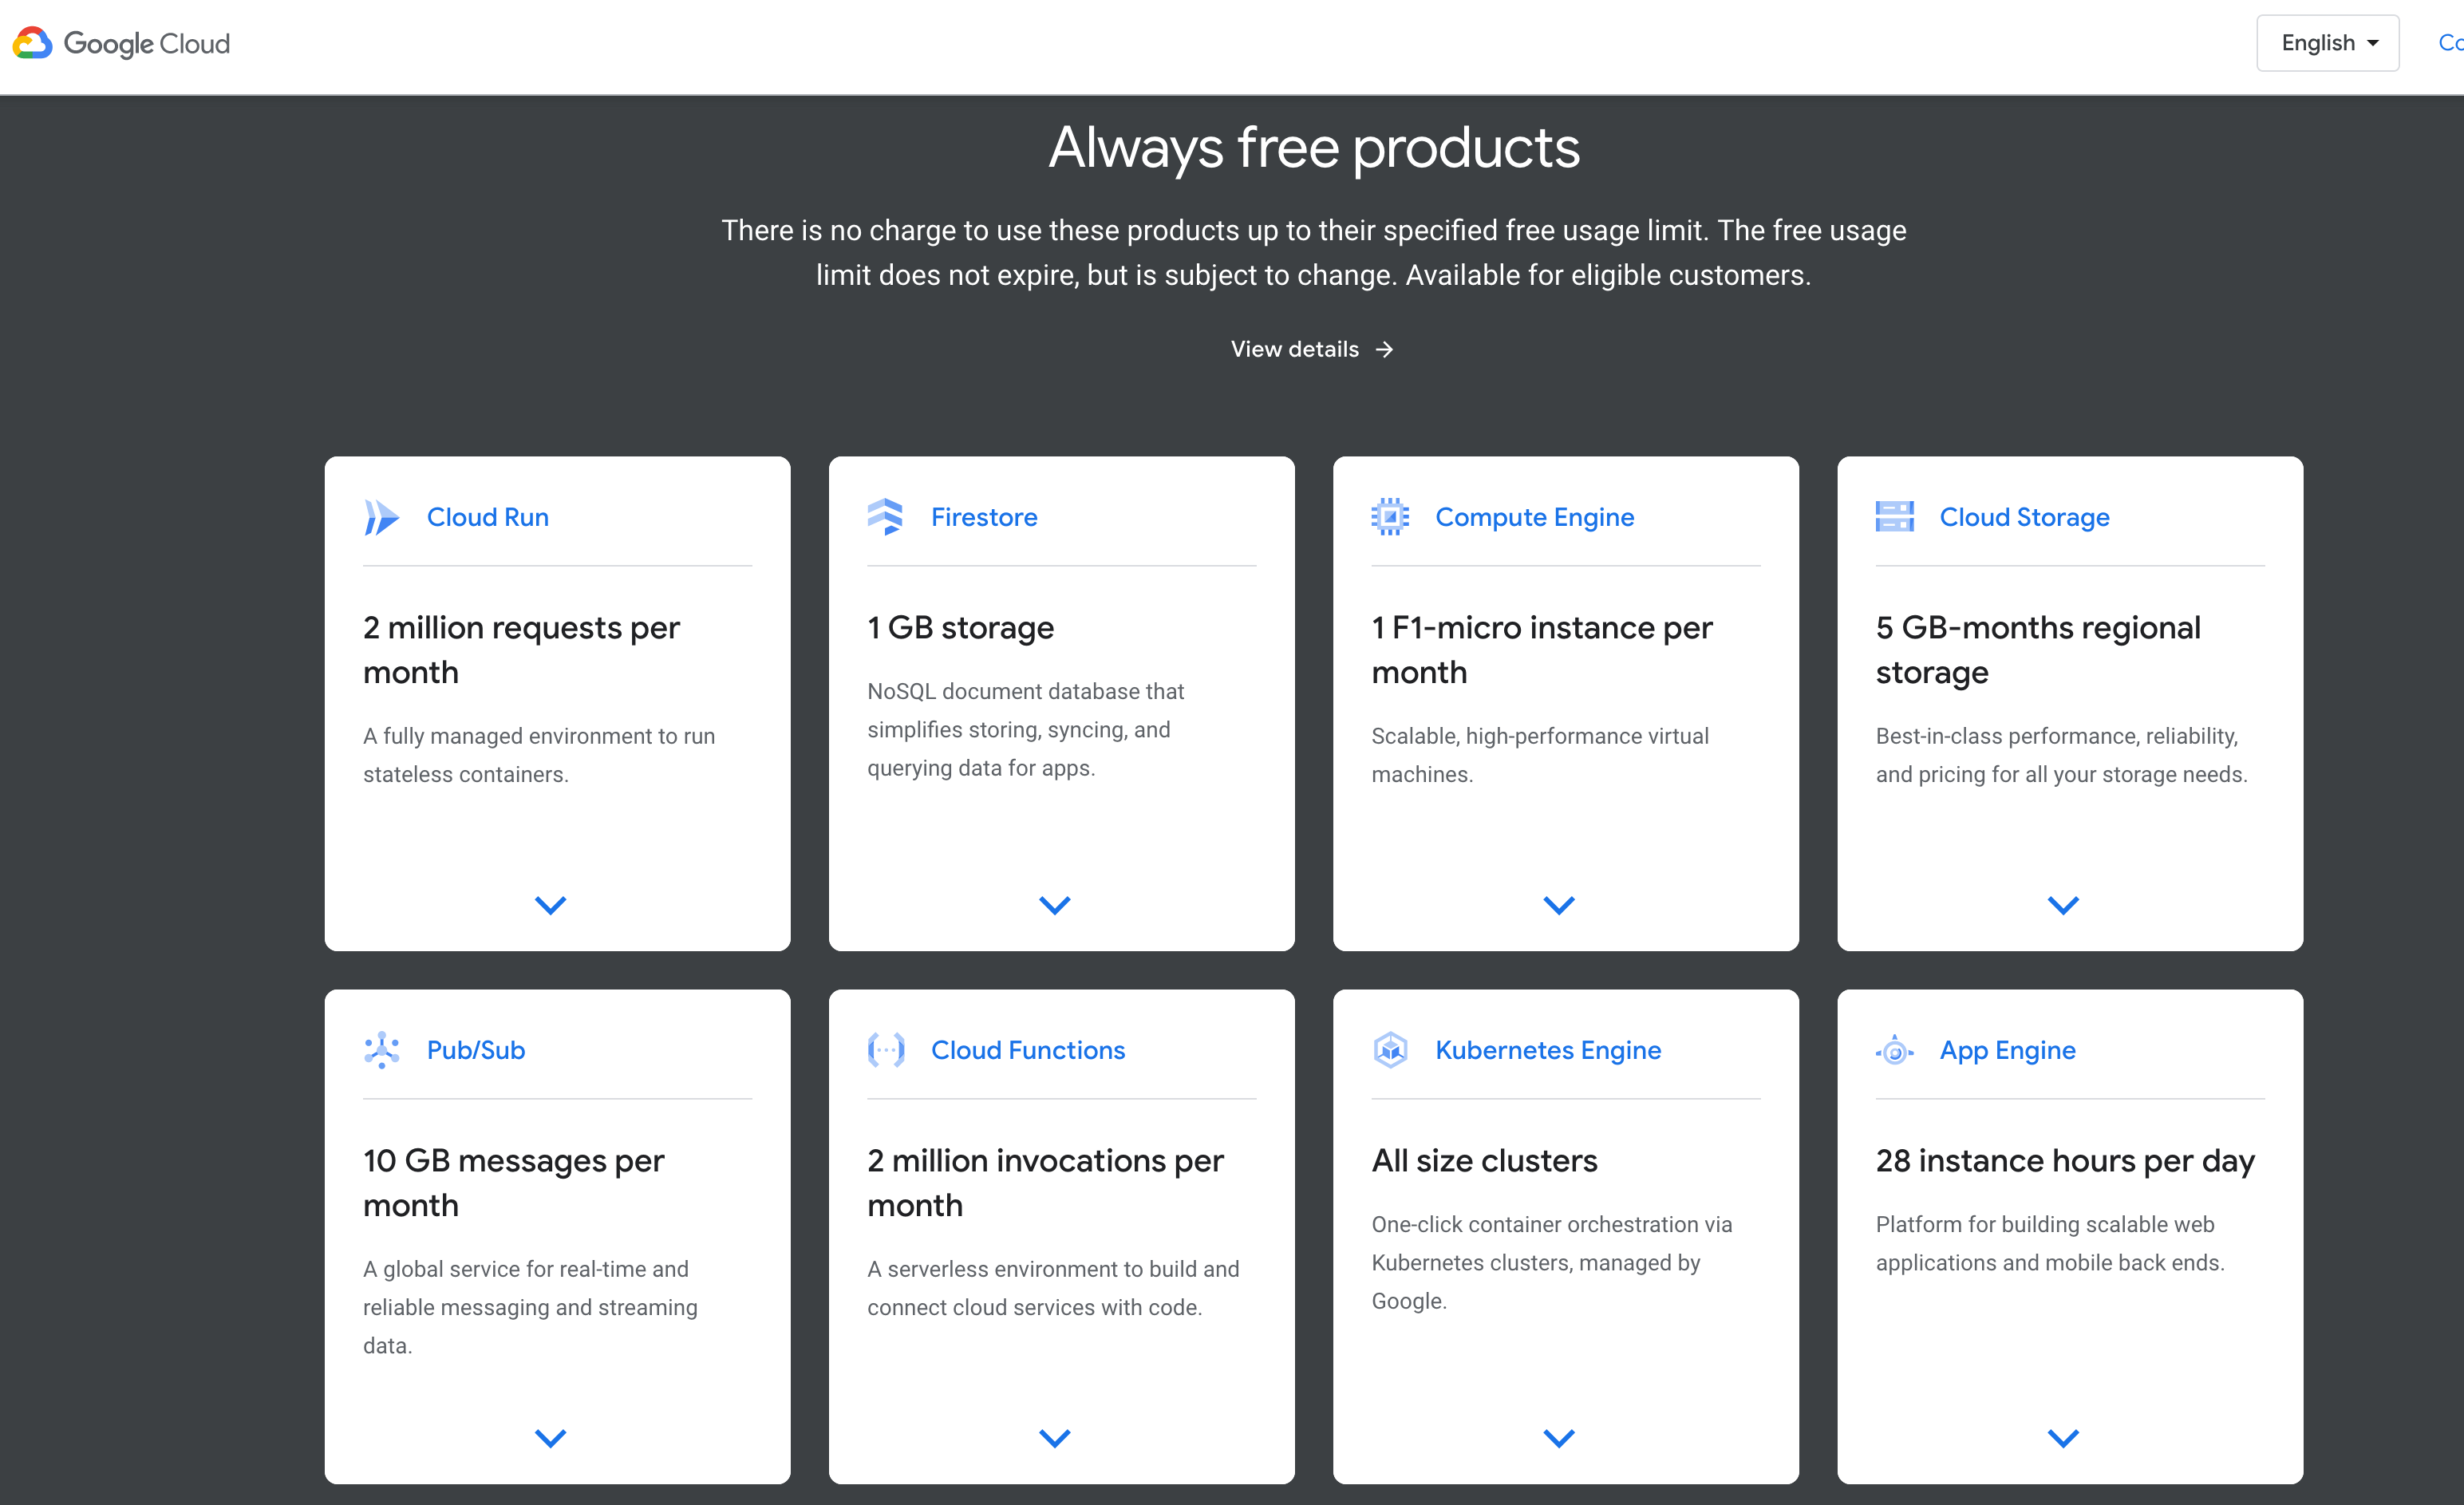 Google Cloud
English
Co
Always free products
There is no charge to use these products up to their specified free usage limit. The free usage
limit does not expire, but is subject to change. Available for eligible customers.
View details
Cloud Run
2 million requests per
month
A fully managed environment to run
stateless containers.
Firestore
1 GB storage
NoSQL document database that
simplifies storing, syncing, and
querying data for apps.
Compute Engine
1 F1-micro instance per
month
Scalable, high-performance virtual
machines.
Cloud Storage
5 GB-months regional
storage
Best-in-class performance, reliability,
and pricing for all your storage needs.
Pub/Sub
10 GB messages per
month
A global service for real-time and
reliable messaging and streaming
data.
Cloud Functions
2 million invocations per
month
A serverless environment to build and
connect cloud services with code.
Kubernetes Engine
All size clusters
One-click container orchestration via
Kubernetes clusters, managed by
Google.
App Engine
28 instance hours per day
Platform for building scalable web
applications and mobile back ends.